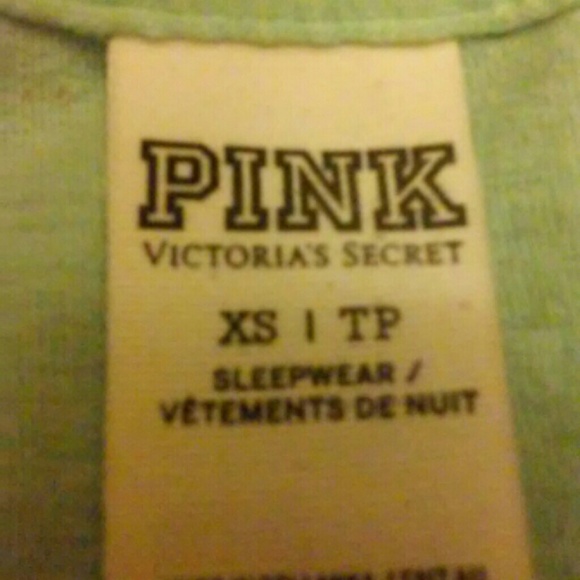 PINK
VICTORIA'S SECRET
XS | TP
SLEEPWEAR /
VÊTEMENTS DE NUIT